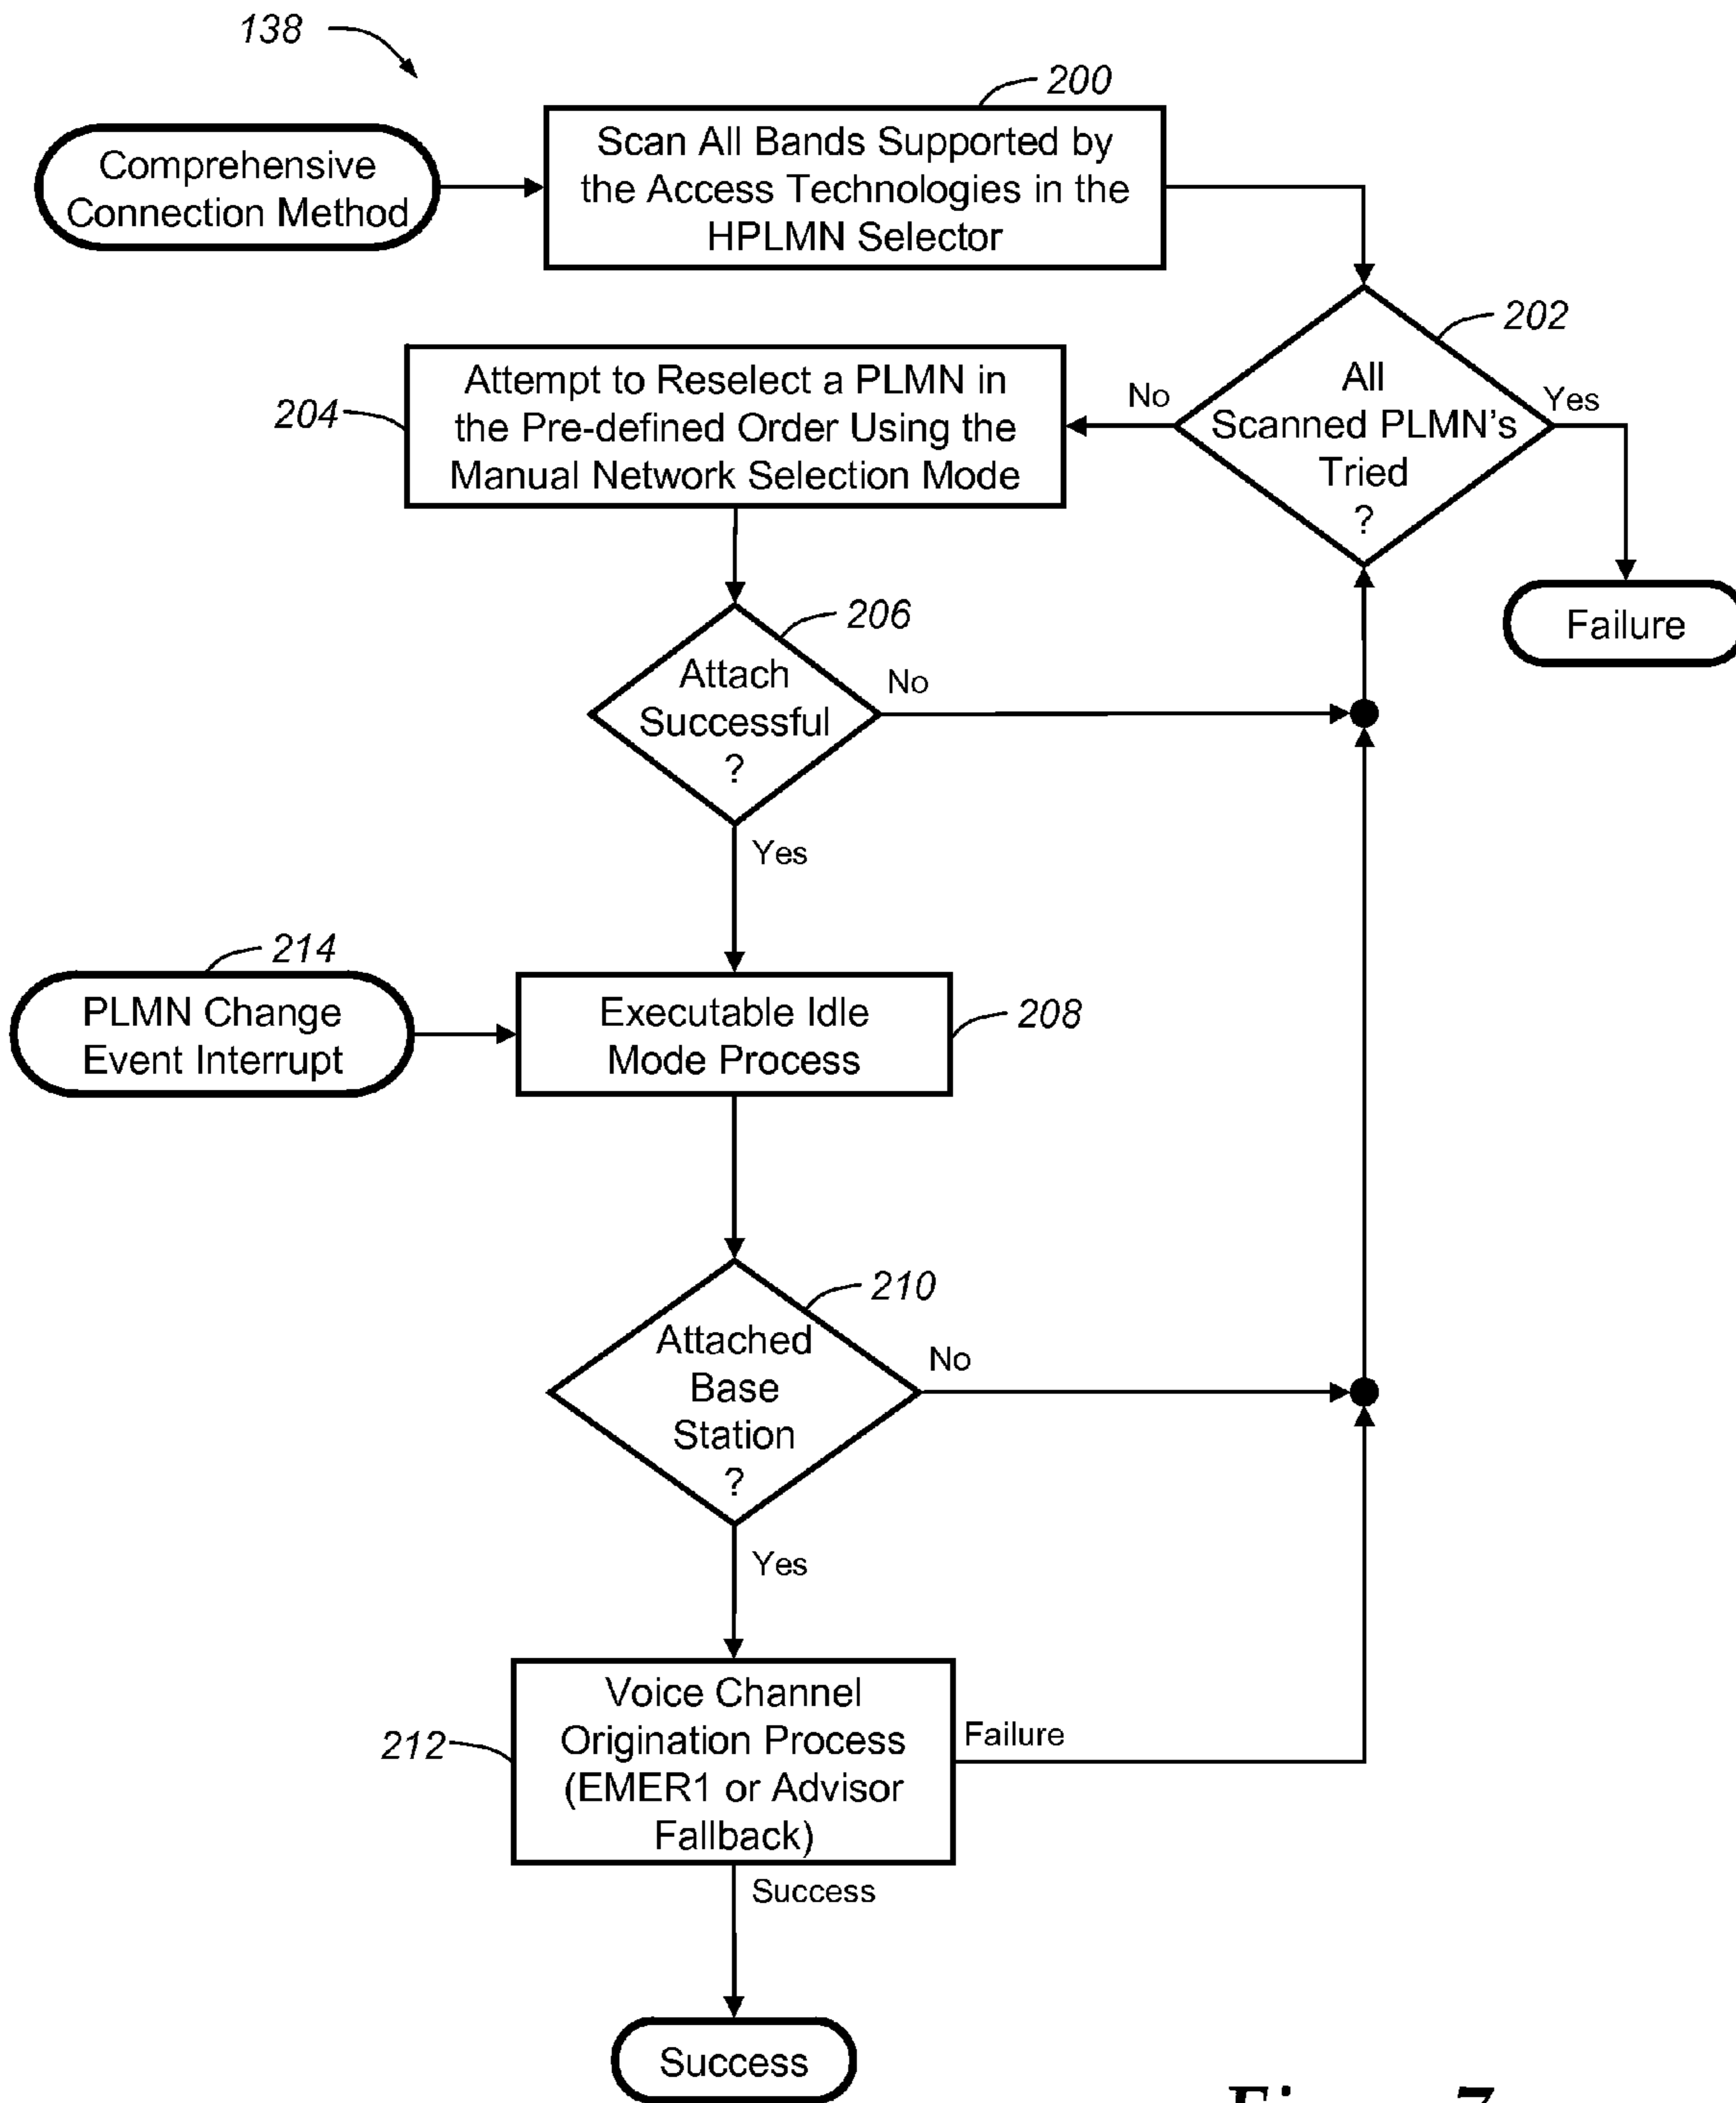 138
200
Comprehensive
Connection Method
Scan All Bands Supported by
the Access Technologies in the
HPLMN Selector
202
All
Scanned PLMN's
Tried
?
No
Yes
204
Attempt to Reselect a PLMN in
the Pre-defined Order Using the
Manual Network Selection Mode
Failure
206
Attach
Successful
?
No
Yes
214
PLMN Change
Event Interrupt
Executable Idle
Mode Process
208
210
Attached
Base
Station
?
No
Yes
212
Voice Channel
Origination Process
(EMER1 or Advisor
Fallback)
Failure
Success
Success